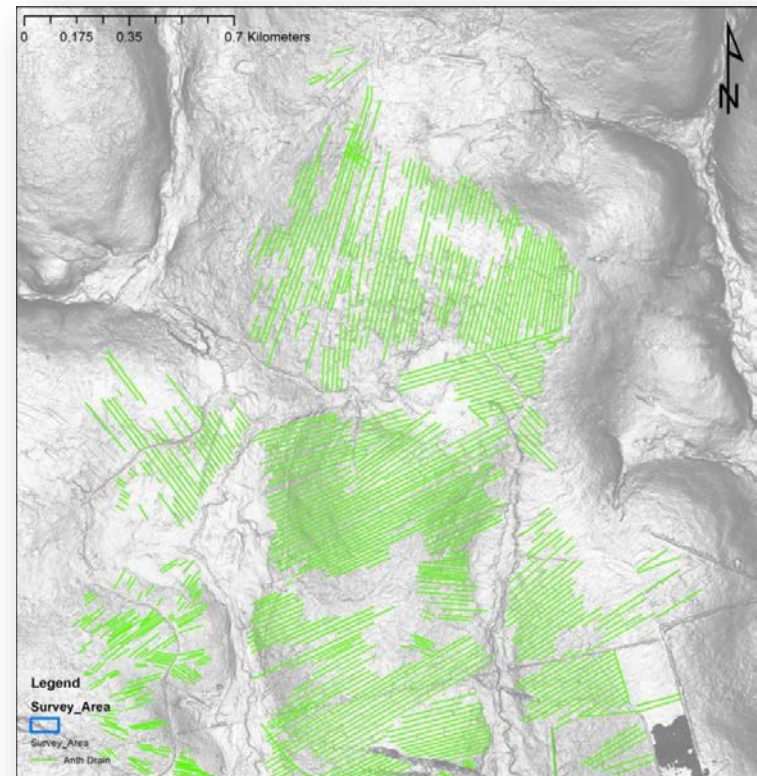 0 0.175 0.35 0.7 Kilometers
N
Legend
Survey_Area
Survey_Area
Anth Drain